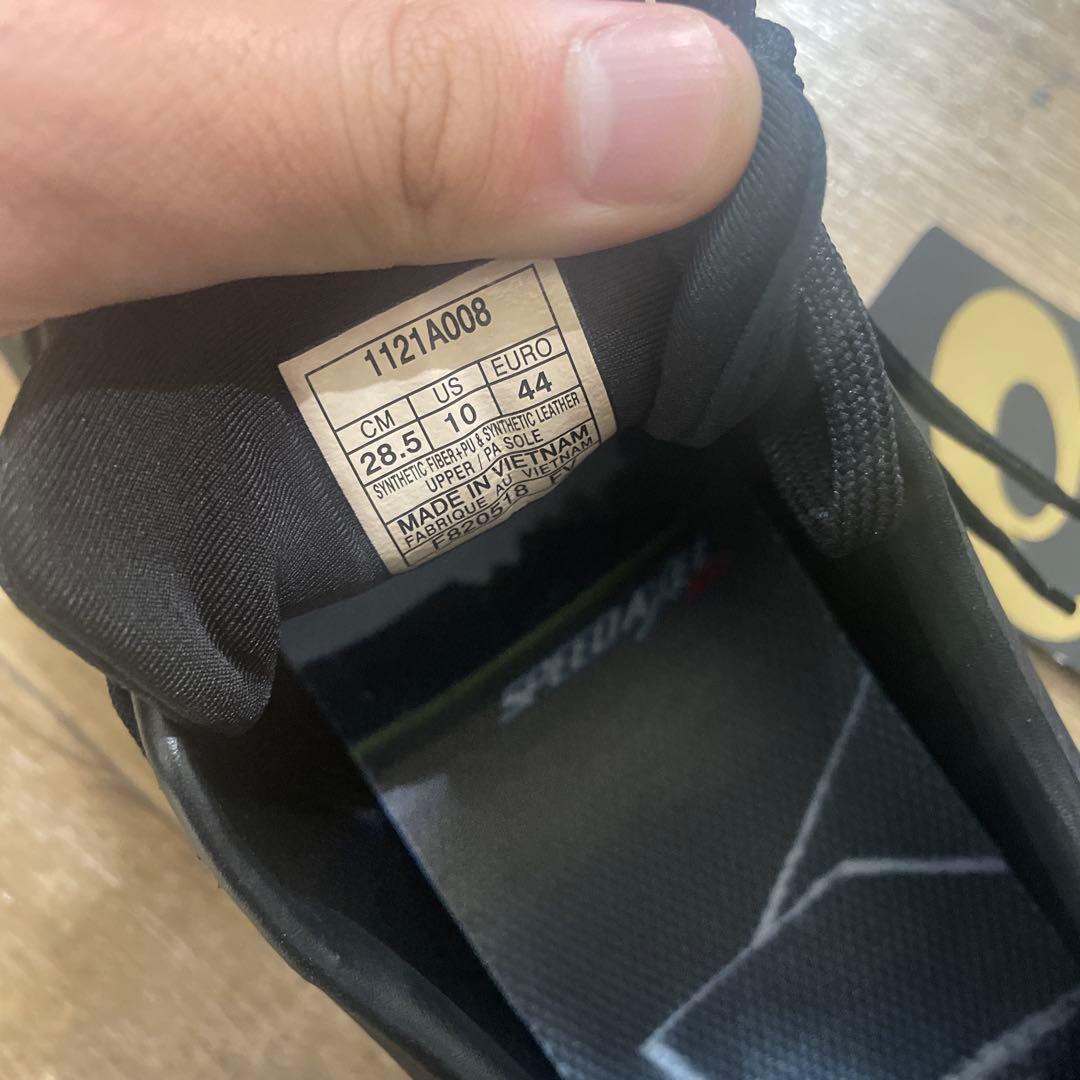 1121A008
CM US EURO
28.5 10 44
SYNTHETIC FIBER+PU & SYNTHETIC LEATHER
UPPER / PA SOLE
MADE IN VIETNAM
FABRIQUE AU VIETNAM
F820518 FV